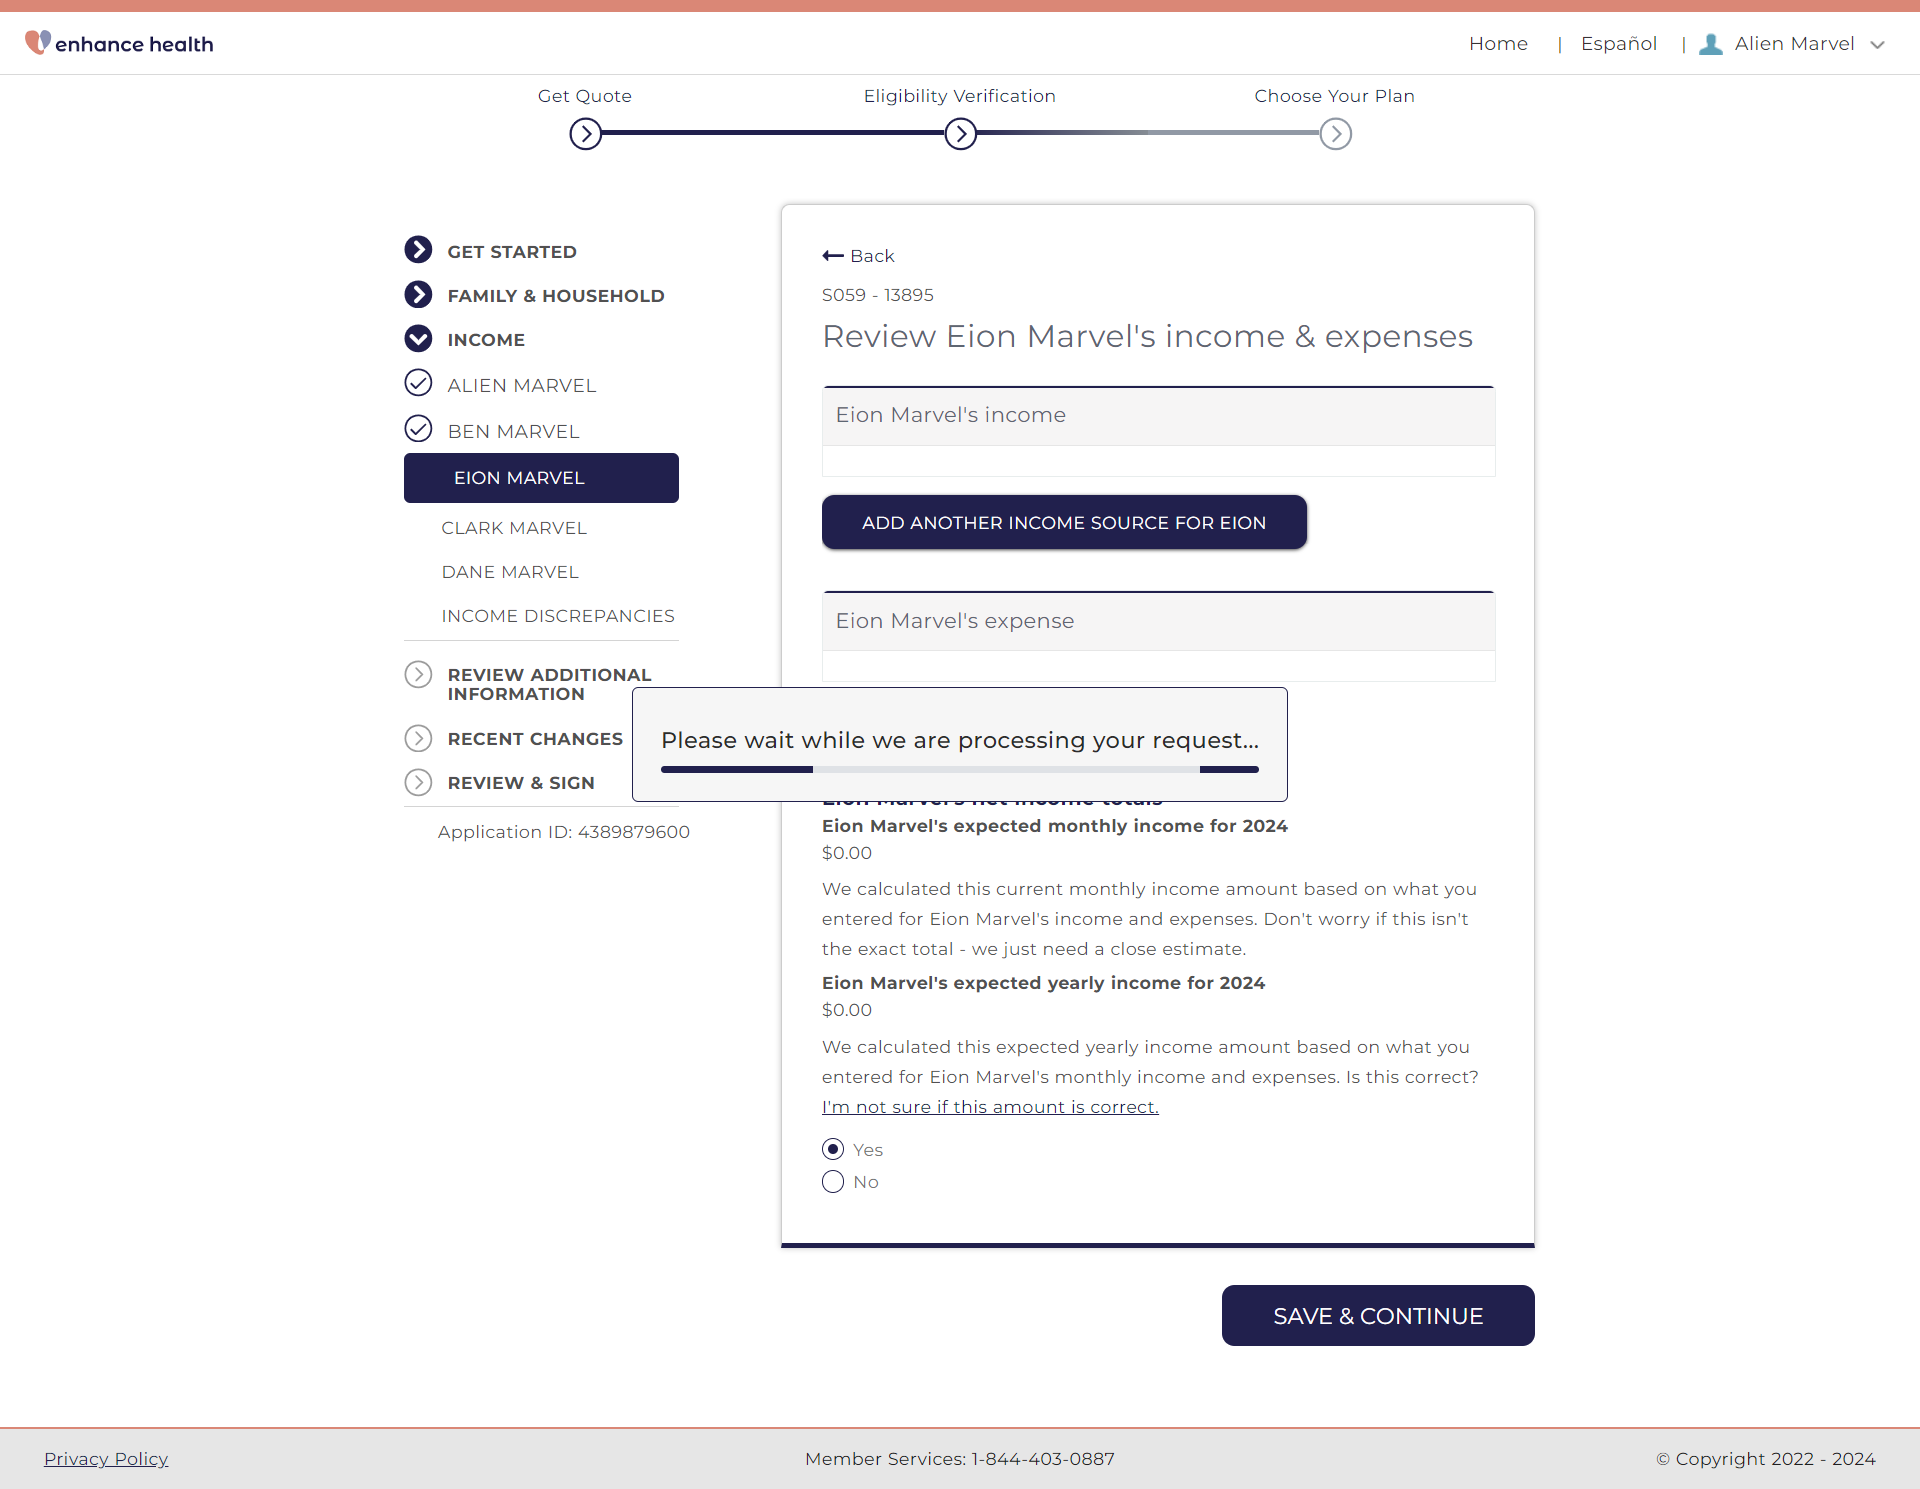 enhance health
Home | Español | Alien Marvel
Get Quote
Eligibility Verification
Choose Your Plan
GET STARTED
FAMILY & HOUSEHOLD
INCOME
ALIEN MARVEL
BEN MARVEL
EION MARVEL
CLARK MARVEL
DANE MARVEL
INCOME DISCREPANCIES
REVIEW ADDITIONAL
INFORMATION
RECENT CHANGES
REVIEW & SIGN
Application ID: 4389879600
Back
S059 - 13895
Review Eion Marvel's income & expenses
Eion Marvel's income
ADD ANOTHER INCOME SOURCE FOR EION
Eion Marvel's expense
Please wait while we are processing your request...
Eion Marvel's net income totals
Eion Marvel's expected monthly income for 2024
$0.00
We calculated this current monthly income amount based on what you
entered for Eion Marvel's income and expenses. Don't worry if this isn't
the exact total - we just need a close estimate.
Eion Marvel's expected yearly income for 2024
$0.00
We calculated this expected yearly income amount based on what you
entered for Eion Marvel's monthly income and expenses. Is this correct?
I'm not sure if this amount is correct.
Yes
No
SAVE & CONTINUE
Privacy Policy
Member Services: 1-844-403-0887
© Copyright 2022 - 2024